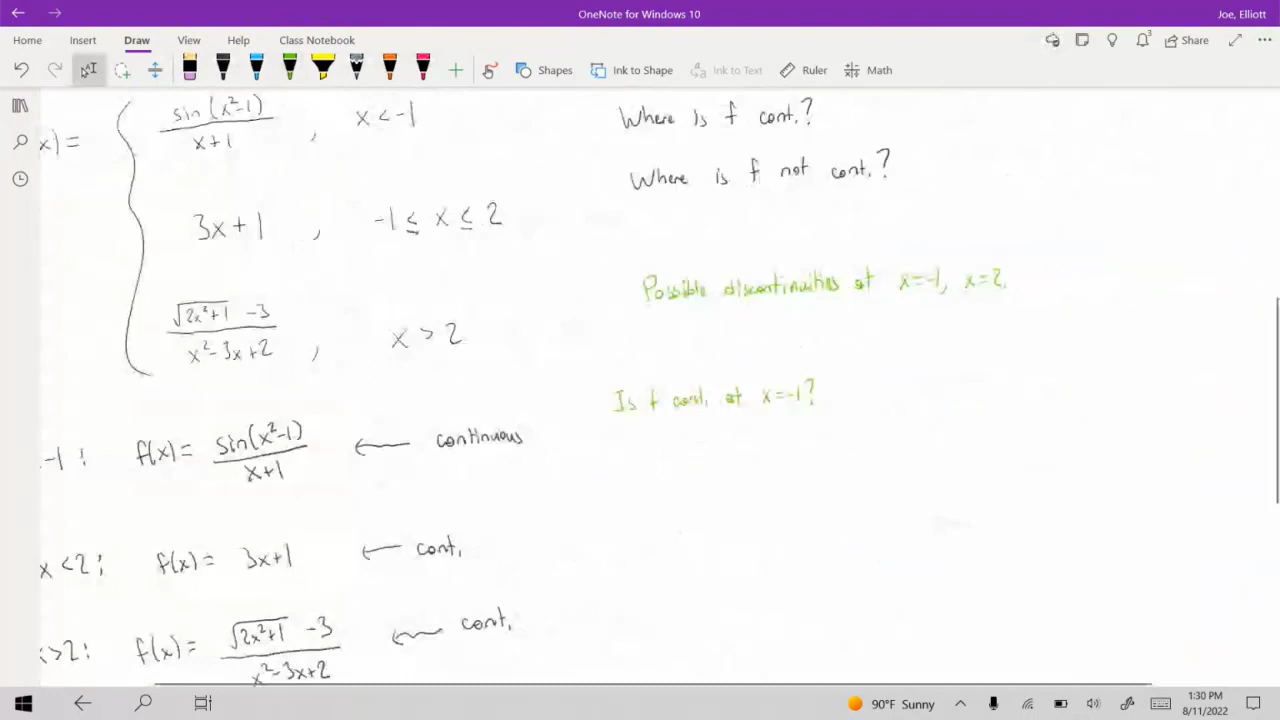 OneNote for Windows 10
Joe, Elliott
Home Insert Draw View Help Class Notebook
Share
Shapes
Ink to Shape
Ink to Text
Ruler
Math
x) =
sin(x²-1)
x+1
, x < -1
3x+1 , -1 ≤ x ≤ 2
√2x²+1 -3
x²-3x+2
, x > 2
Where is f cont.?
Where is f not cont.?
Possible discontinuities at x=-1, x=2.
Is f cont. at x=-1?
-1 : f(x) = sin(x²-1) ← continuous
x+1
x < 2 : f(x) = 3x+1 ← cont.
x > 2 : f(x) = √2x²+1 -3 ← cont.
x²-3x+2
90°F Sunny
1:30 PM
8/11/2022